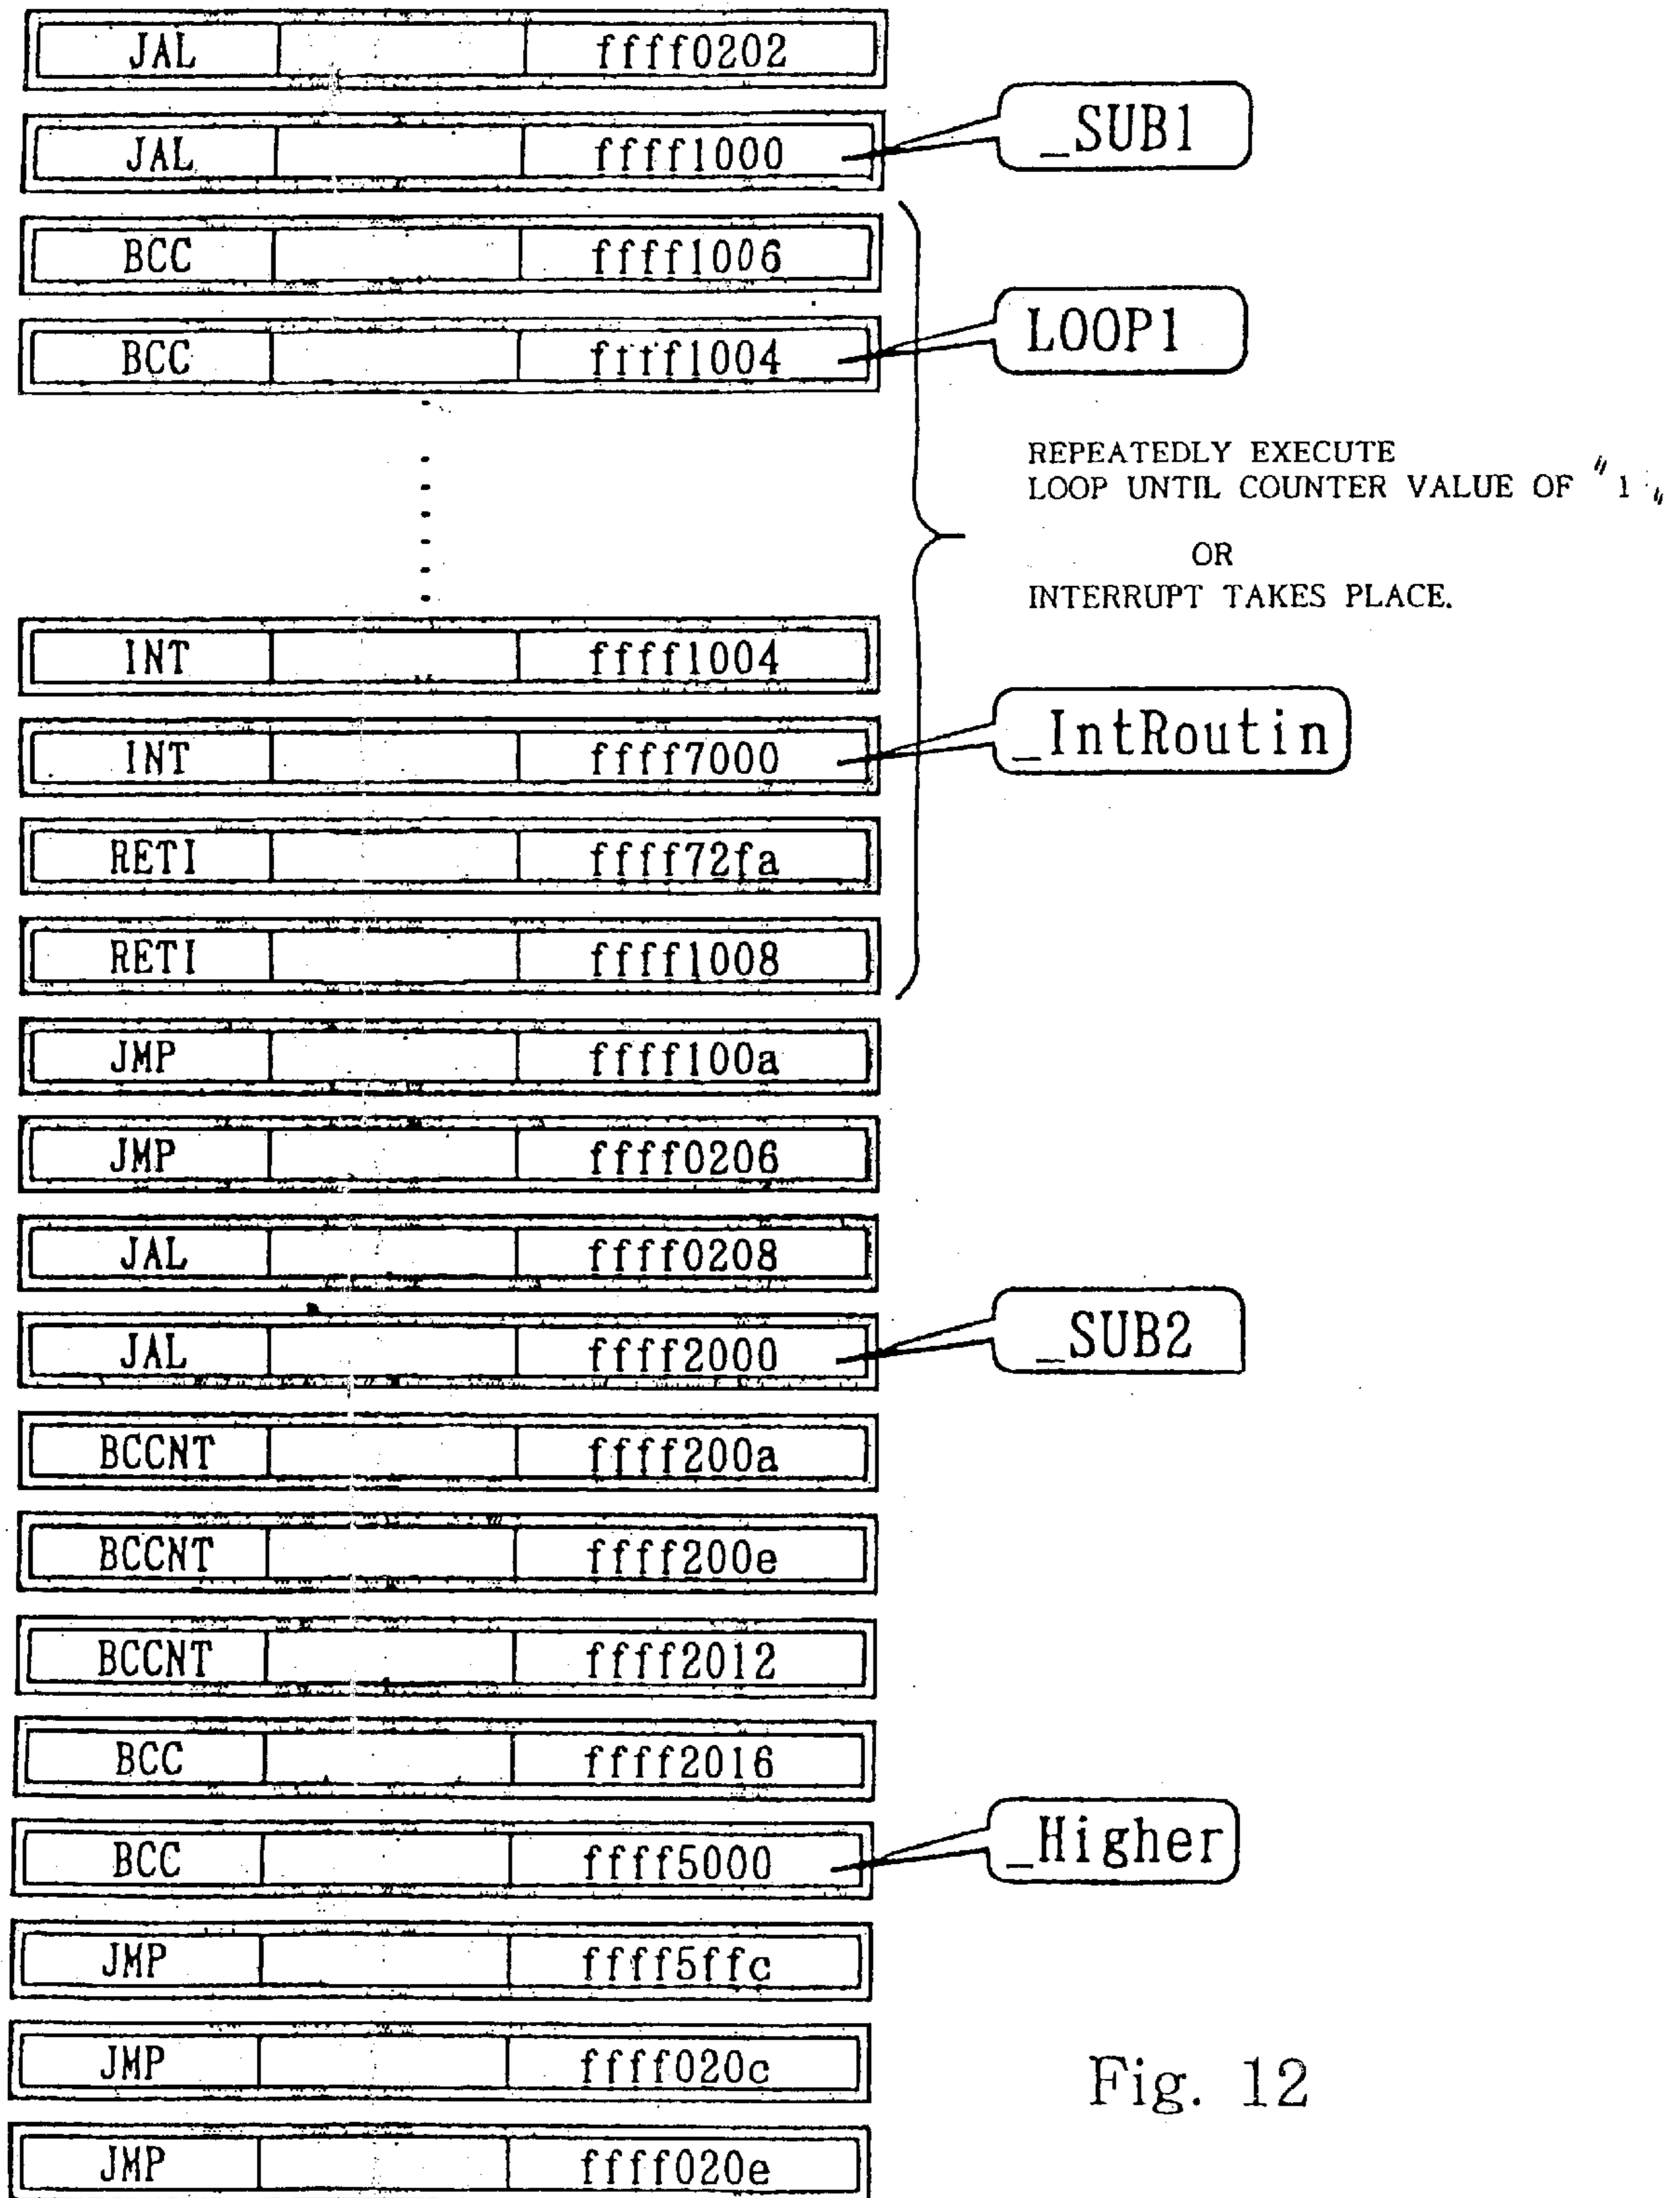 JAL ffff0202
JAL ffff1000 _SUB1
BCC ffff1006
BCC ffff1004 LOOP1
REPEATEDLY EXECUTE
LOOP UNTIL COUNTER VALUE OF "1"
OR
INTERRUPT TAKES PLACE.
INT ffff1004
INT ffff7000 _IntRoutin
RETI ffff72fa
RETI ffff1008
JMP ffff100a
JMP ffff0206
JAL ffff0208
JAL ffff2000 _SUB2
BCCNT ffff200a
BCCNT ffff200e
BCCNT ffff2012
BCC ffff2016
BCC ffff5000 _Higher
JMP ffff5ffc
JMP ffff020c
JMP ffff020e
Fig. 12